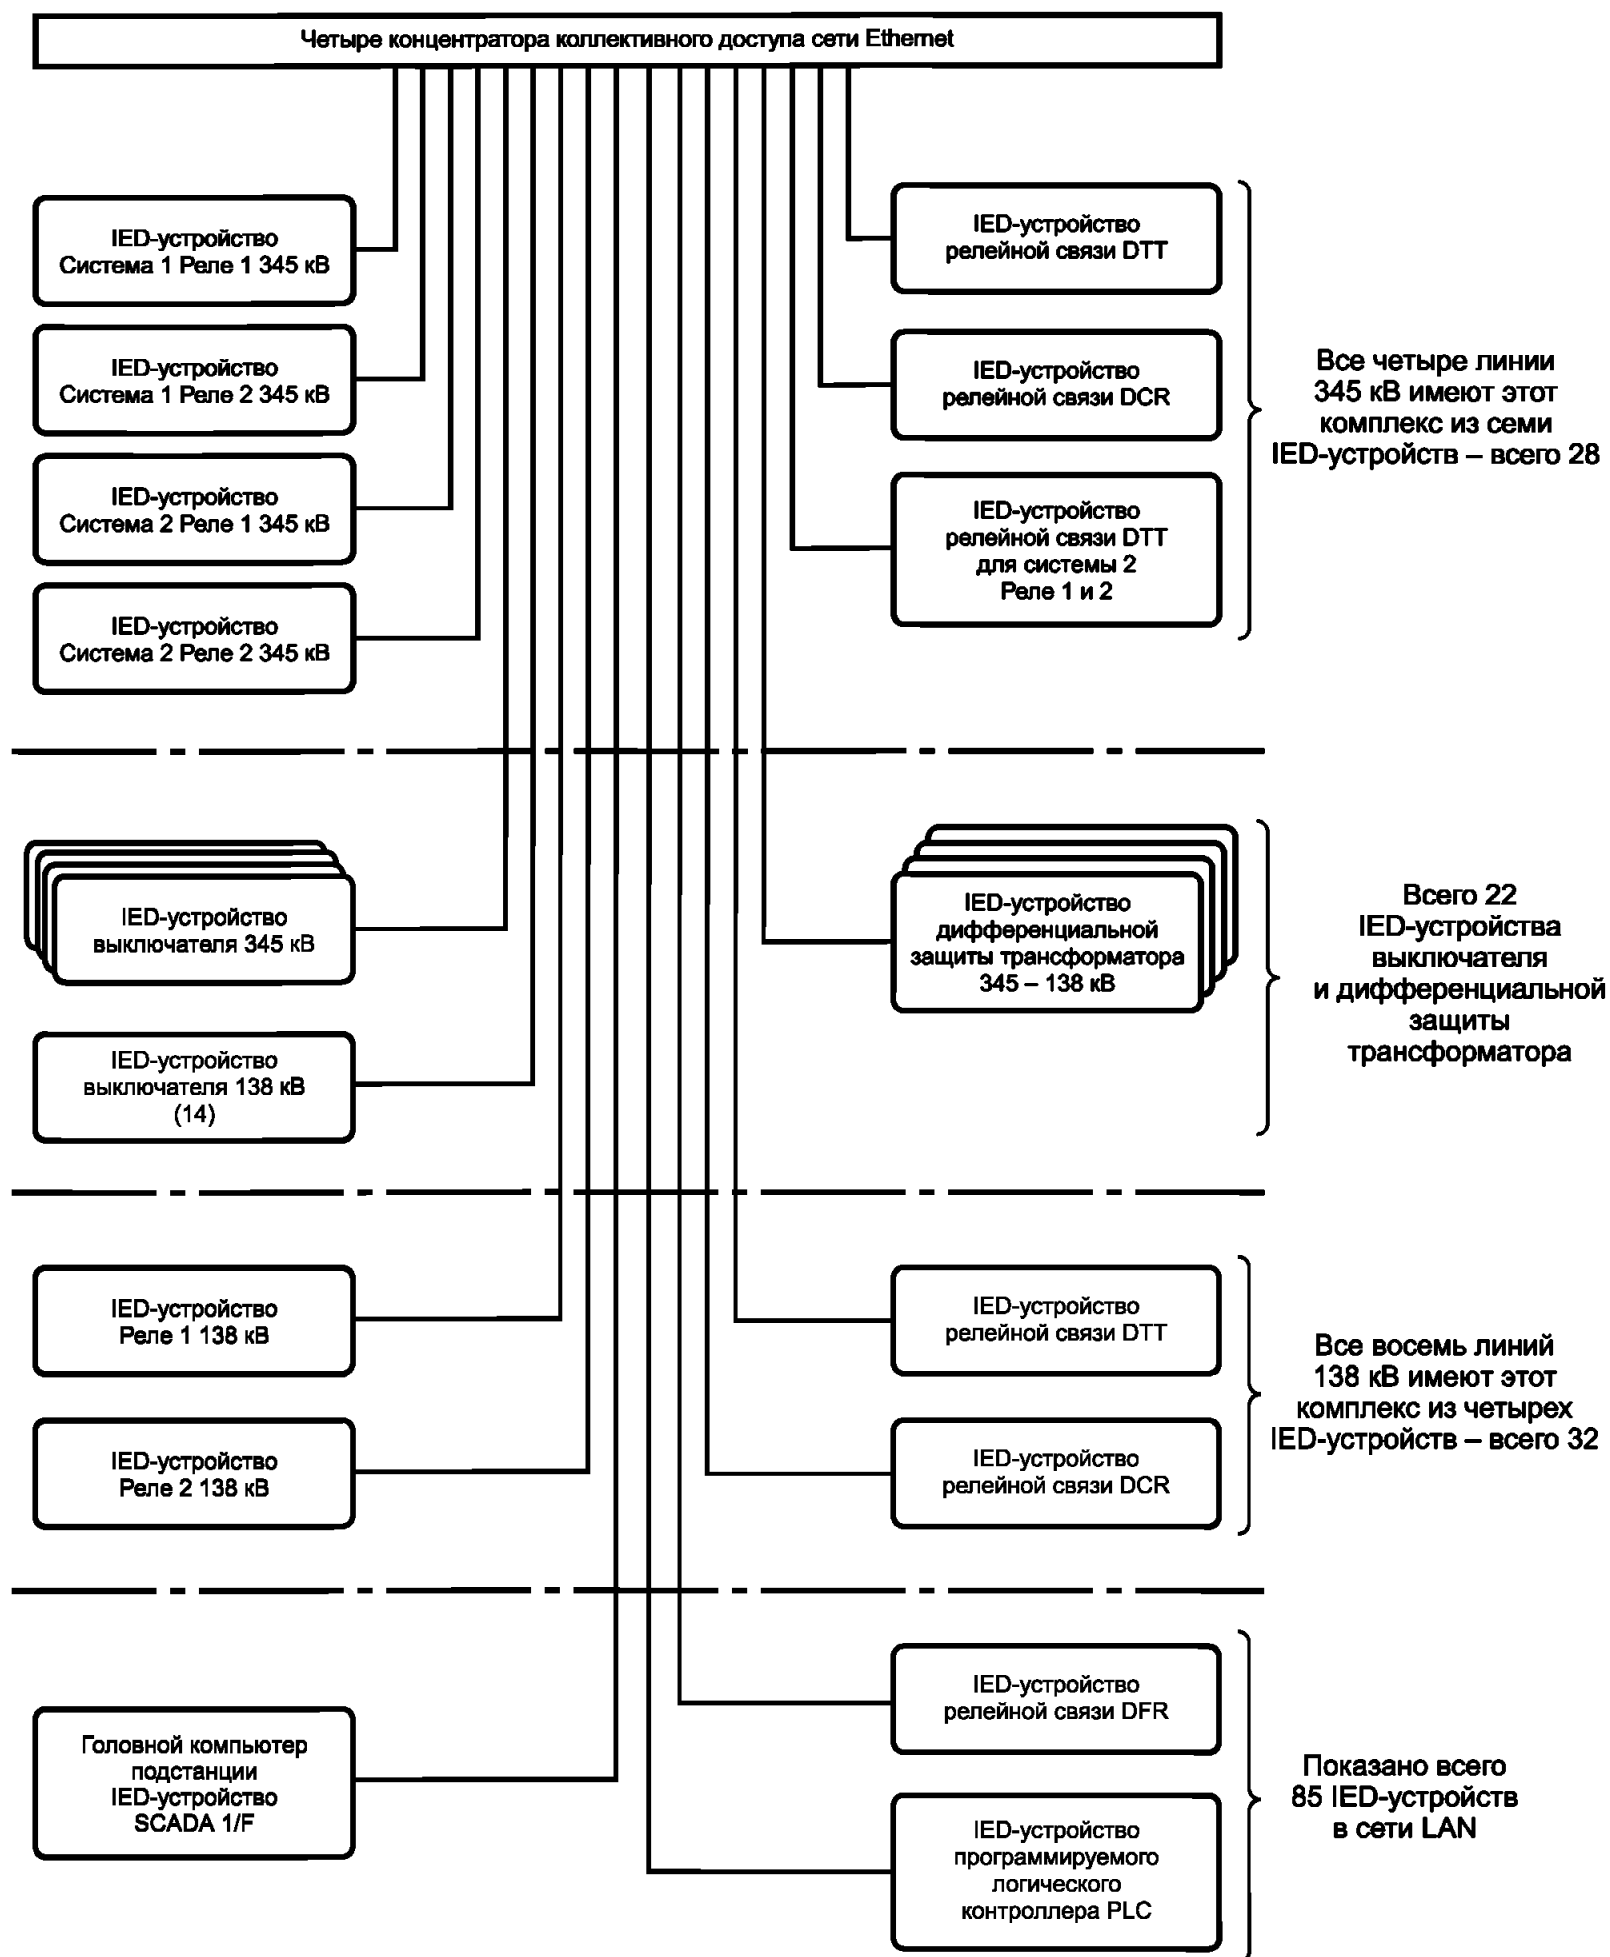 Четыре концентратора коллективного доступа сети Ethernet
IED-устройство
Система 1 Реле 1 345 кВ
IED-устройство
Система 1 Реле 2 345 кВ
IED-устройство
Система 2 Реле 1 345 кВ
IED-устройство
Система 2 Реле 2 345 кВ
IED-устройство
релейной связи DTT
IED-устройство
релейной связи DCR
IED-устройство
релейной связи DTT
для системы 2
Реле 1 и 2
Все четыре линии
345 кВ имеют этот
комплекс из семи
IED-устройств – всего 28
IED-устройство
выключателя 345 кВ
IED-устройство
выключателя 138 кВ
(14)
IED-устройство
дифференциальной
защиты трансформатора
345 – 138 кВ
Всего 22
IED-устройства
выключателя
и дифференциальной
защиты
трансформатора
IED-устройство
Реле 1 138 кВ
IED-устройство
Реле 2 138 кВ
IED-устройство
релейной связи DTT
IED-устройство
релейной связи DCR
Все восемь линий
138 кВ имеют этот
комплекс из четырех
IED-устройств – всего 32
Головной компьютер
подстанции
IED-устройство
SCADA 1/F
IED-устройство
релейной связи DFR
IED-устройство
программируемого
логического
контроллера PLC
Показано всего
85 IED-устройств
в сети LAN